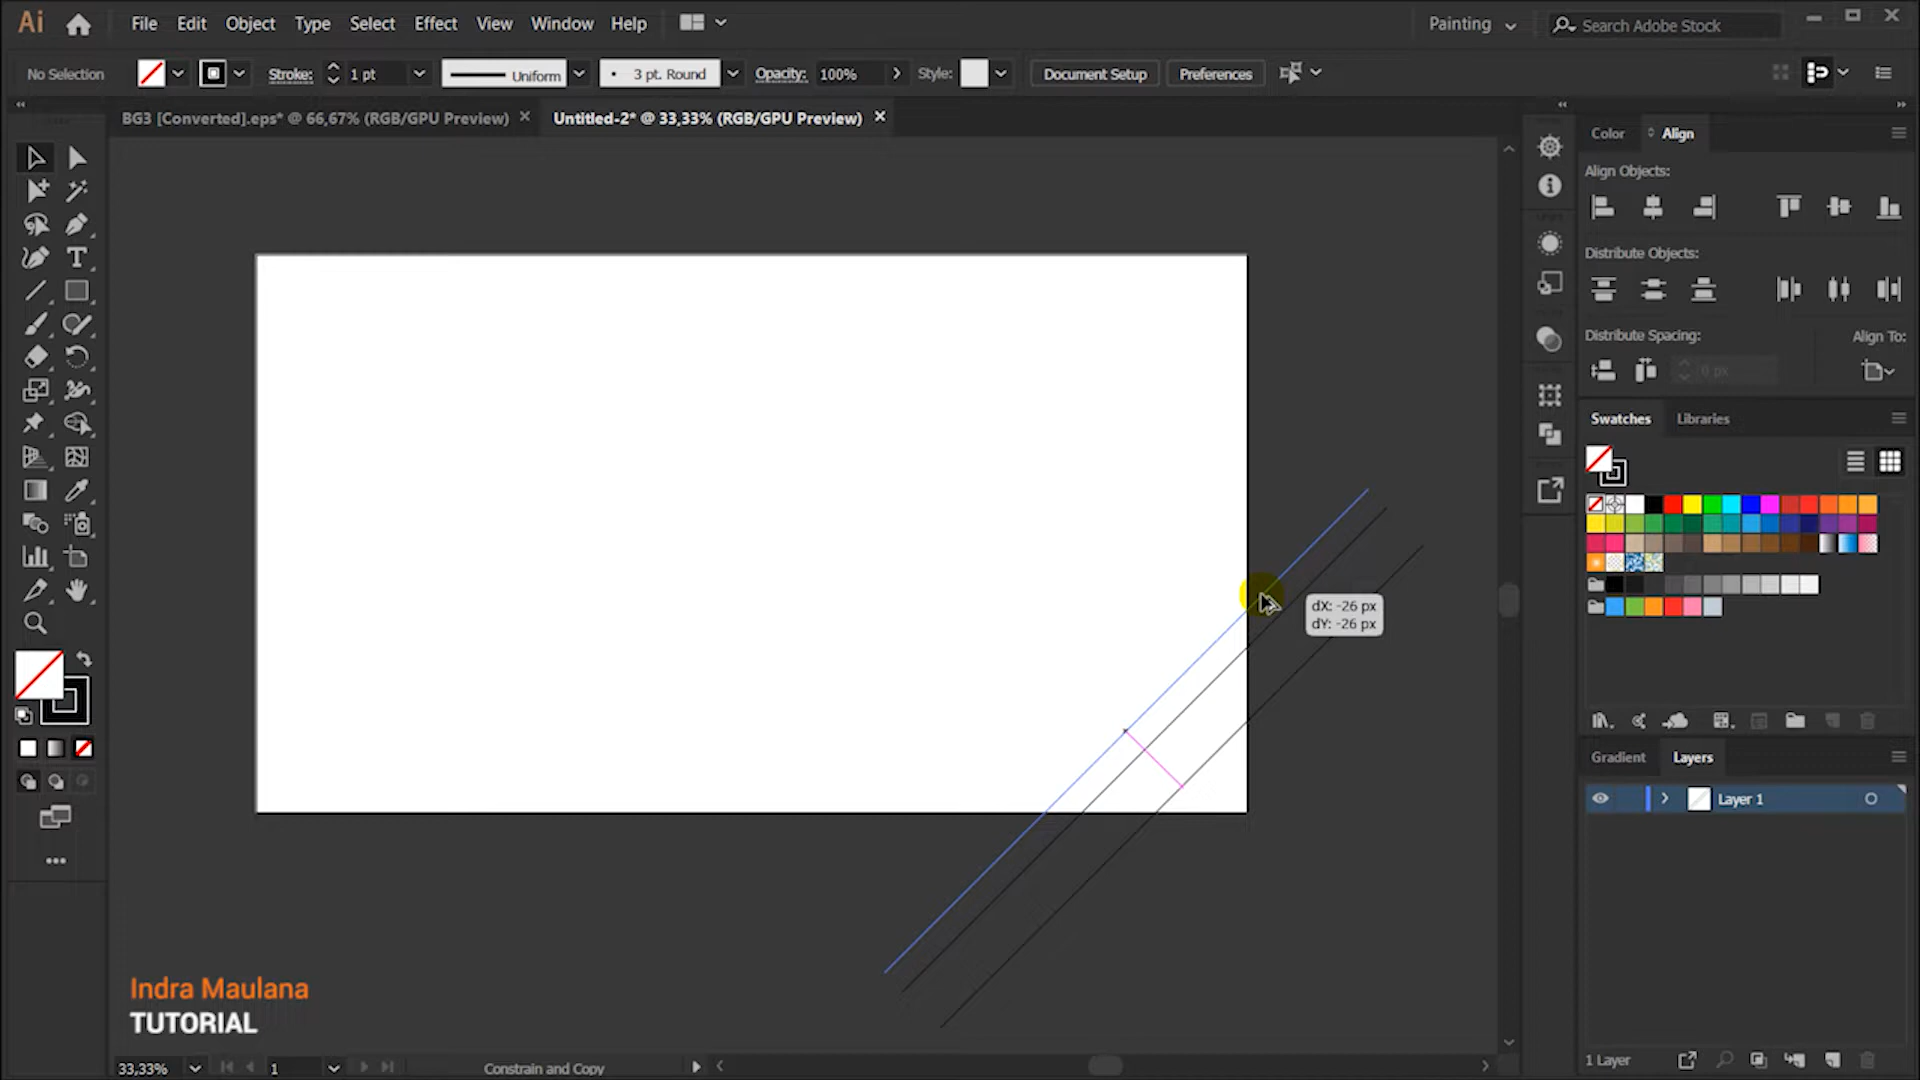 Ai File Edit Object Type Select Effect View Window Help Painting Search Adobe Stock
No Selection Stroke: 1 pt Uniform 3 pt. Round Opacity: 100% Style: Document Setup Preferences
BG3 [Converted].eps* @ 66,67% (RGB/GPU Preview) × Untitled-2* @ 33,33% (RGB/GPU Preview) ×
Color Align
Align Objects:
Distribute Objects:
Distribute Spacing: Align To:
0 px
Swatches Libraries
dX: -26 px
dY: -26 px
Gradient Layers
Layer 1
Indra Maulana
TUTORIAL
33,33% 1 Constrain and Copy 1 Layer